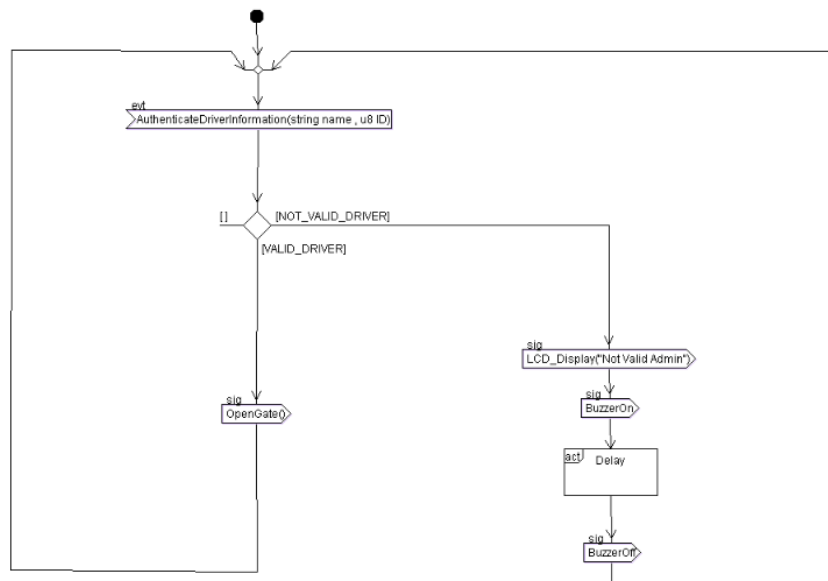 evt
AuthenticateDriverInformation(string name , u8 ID)
[ ]
[NOT_VALID_DRIVER]
[VALID_DRIVER]
sig
LCD_Display("Not Valid Admin")
sig
OpenGate()
sig
BuzzerOn
act
Delay
sig
BuzzerOff